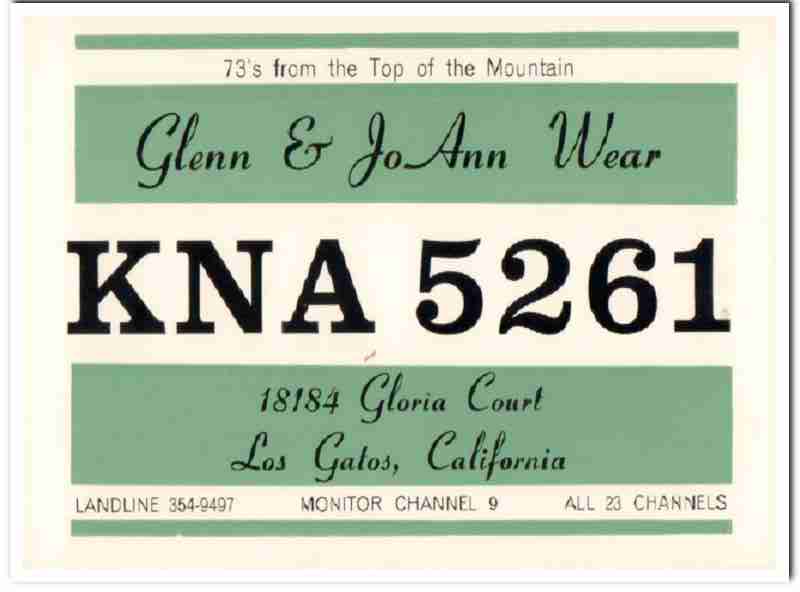 73's from the Top of the Mountain
Glenn & JoAnn Wear
KNA 5261
18184 Gloria Court
Los Gatos, California
LANDLINE 354-9497 MONITOR CHANNEL 9 ALL 23 CHANNELS